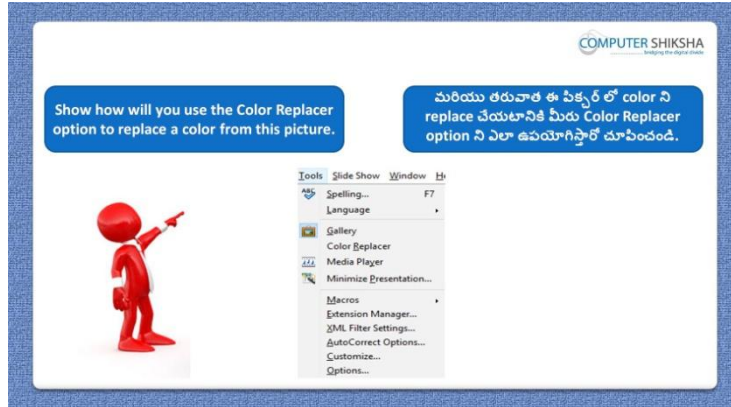 COMPUTER SHIKSHA
Bridging the digital divide
Show how will you use the Color Replacer
option to replace a color from this picture.
మరియు తరువాత ఈ పిక్చర్ లో color ని
replace చేయటానికి మీరు Color Replacer
option ని ఎలా ఉపయోగిస్తారో చూపించండి.
Tools Slide Show Window He
ABC Spelling... F7
Language
Gallery
Color Replacer
Media Player
Minimize Presentation...
Macros
Extension Manager...
XML Filter Settings...
AutoCorrect Options...
Customize...
Options...